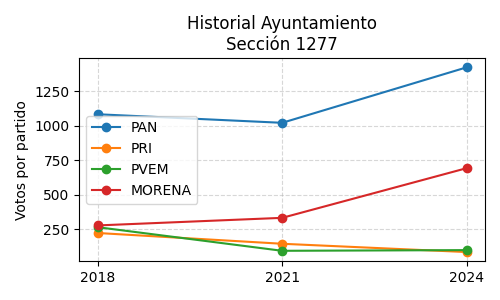 Historial Ayuntamiento
Sección 1277
Votos por partido
1250
1000
750
500
250
PAN
PRI
PVEM
MORENA
2018
2021
2024